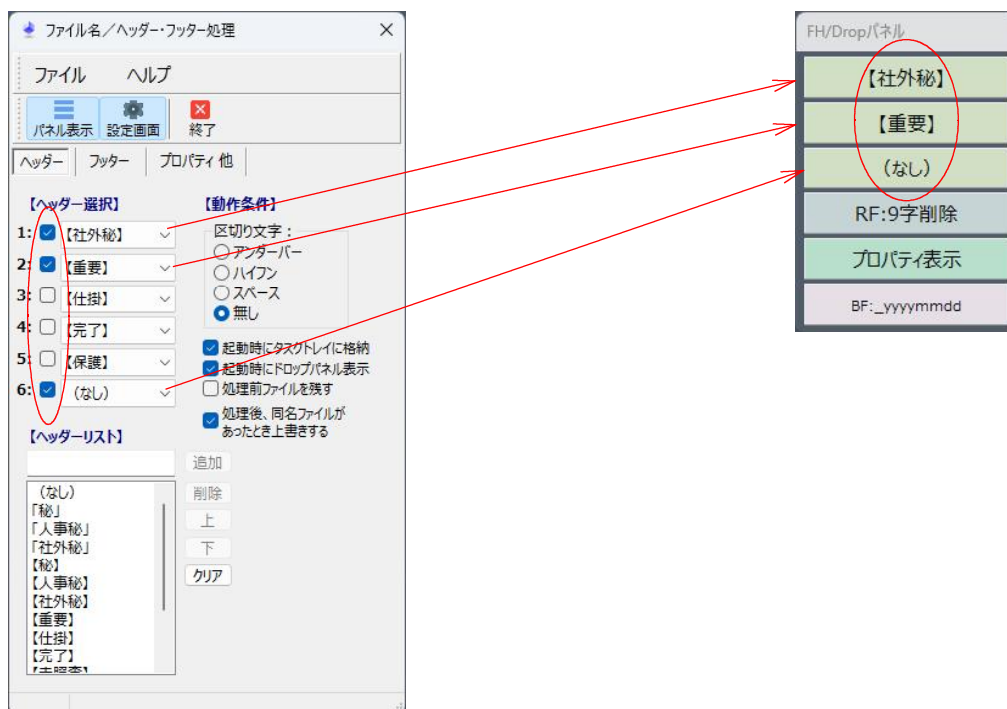 ファイル名／ヘッダー・フッター処理
ファイル ヘルプ
パネル表示 設定画面 終了
ヘッダー フッター プロパティ 他
【ヘッダー選択】
1: 【社外秘】
2: 【重要】
3: 【仕掛】
4: 【完了】
5: 【保護】
6: （なし）
【動作条件】
区切り文字：
アンダーバー
ハイフン
スペース
無し
起動時にタスクトレイに格納
起動時にドロップパネル表示
処理前ファイルを残す
処理後、同名ファイルが
あったとき上書きする
【ヘッダーリスト】
追加
削除
上
下
クリア
（なし）
「秘」
「人事秘」
「社外秘」
【秘】
【人事秘】
【社外秘】
【重要】
【仕掛】
【完了】
FH/Dropパネル
【社外秘】
【重要】
（なし）
RF:9字削除
プロパティ表示
BF:_yyyymmdd